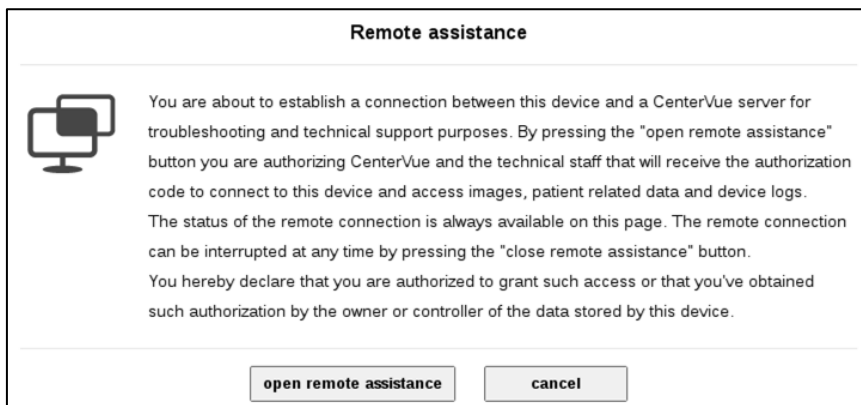 Remote assistance
You are about to establish a connection between this device and a CenterVue server for
troubleshooting and technical support purposes. By pressing the "open remote assistance"
button you are authorizing CenterVue and the technical staff that will receive the authorization
code to connect to this device and access images, patient related data and device logs.
The status of the remote connection is always available on this page. The remote connection
can be interrupted at any time by pressing the "close remote assistance" button.
You hereby declare that you are authorized to grant such access or that you've obtained
such authorization by the owner or controller of the data stored by this device.
open remote assistance
cancel